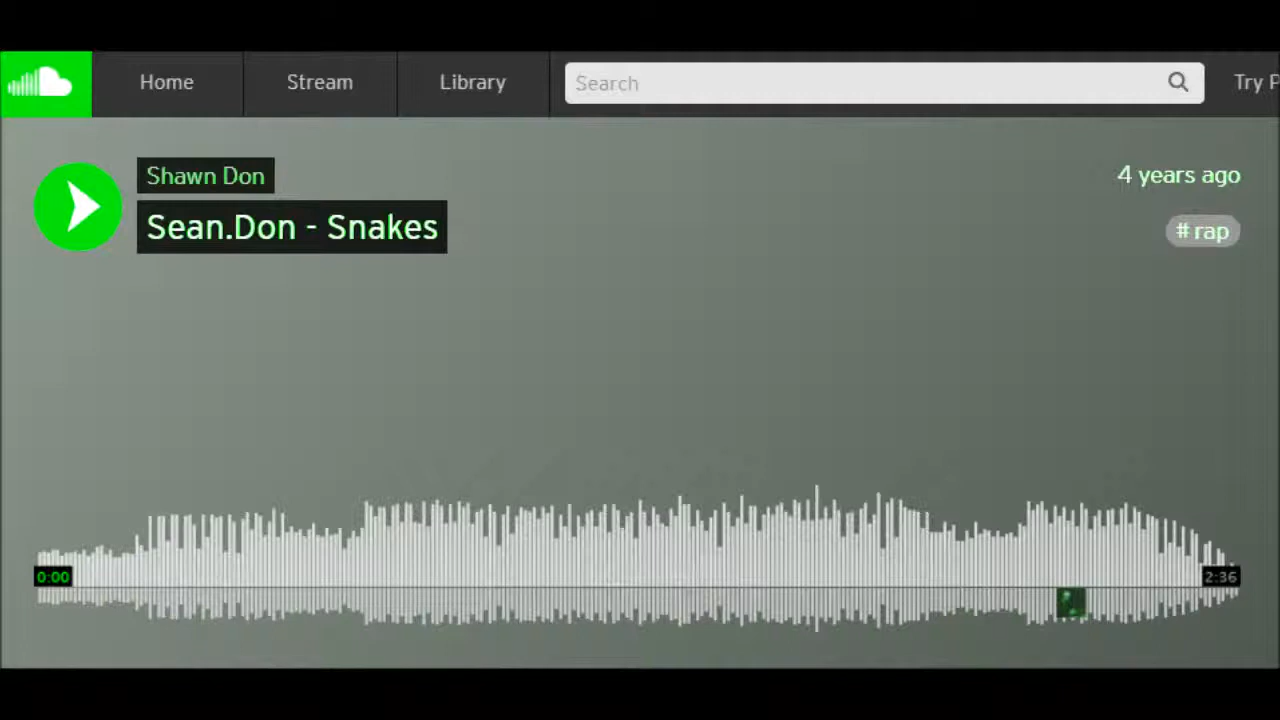 Home Stream Library Search Try P
Shawn Don
4 years ago
Sean.Don - Snakes
# rap
0:00
2:36